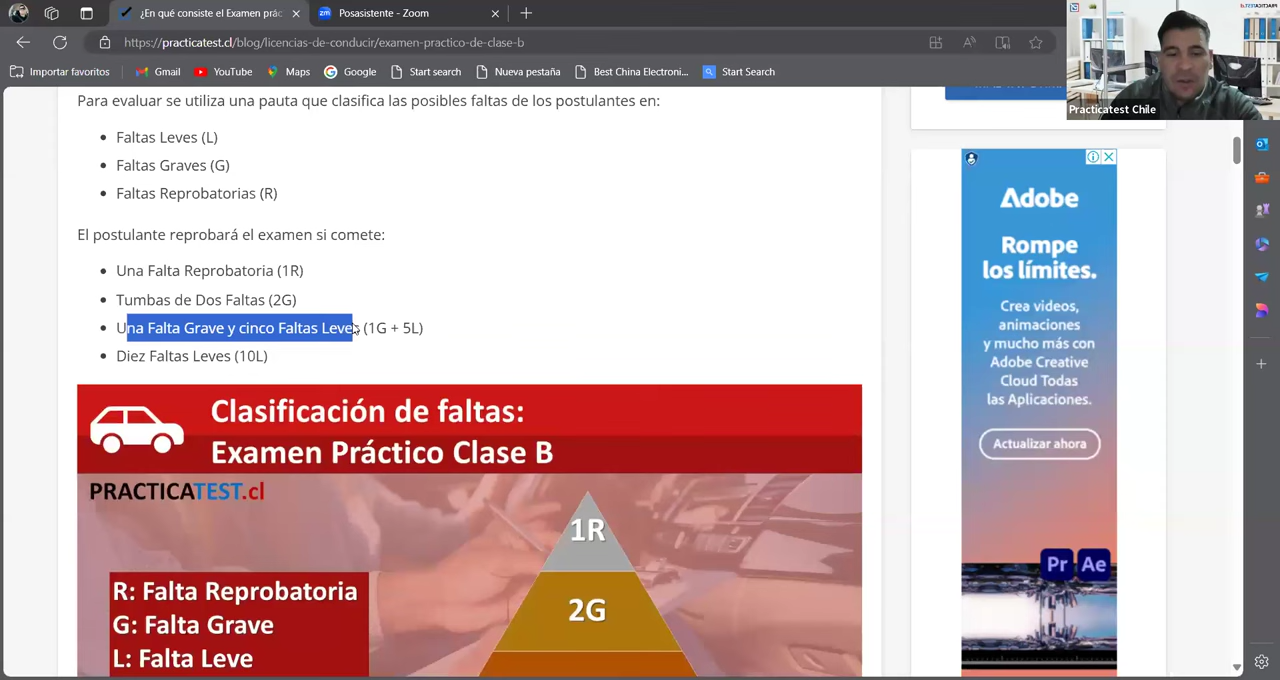 ¿En qué consiste el Examen prác
Posasistente - Zoom
https://practicatest.cl/blog/licencias-de-conducir/examen-practico-de-clase-b
Importar favoritos
Gmail
YouTube
Maps
Google
Start search
Nueva pestaña
Best China Electroni...
Start Search
Practicatest Chile
Para evaluar se utiliza una pauta que clasifica las posibles faltas de los postulantes en:
Faltas Leves (L)
Faltas Graves (G)
Faltas Reprobatorias (R)
El postulante reprobará el examen si comete:
Una Falta Reprobatoria (1R)
Tumbas de Dos Faltas (2G)
Una Falta Grave y cinco Faltas Leves (1G + 5L)
Diez Faltas Leves (10L)
Clasificación de faltas:
Examen Práctico Clase B
PRACTICATEST.cl
1R
2G
R: Falta Reprobatoria
G: Falta Grave
L: Falta Leve
Adobe
Rompe
los límites.
Crea videos,
animaciones
y mucho más con
Adobe Creative
Cloud Todas
las Aplicaciones.
Actualizar ahora
Pr
Ae